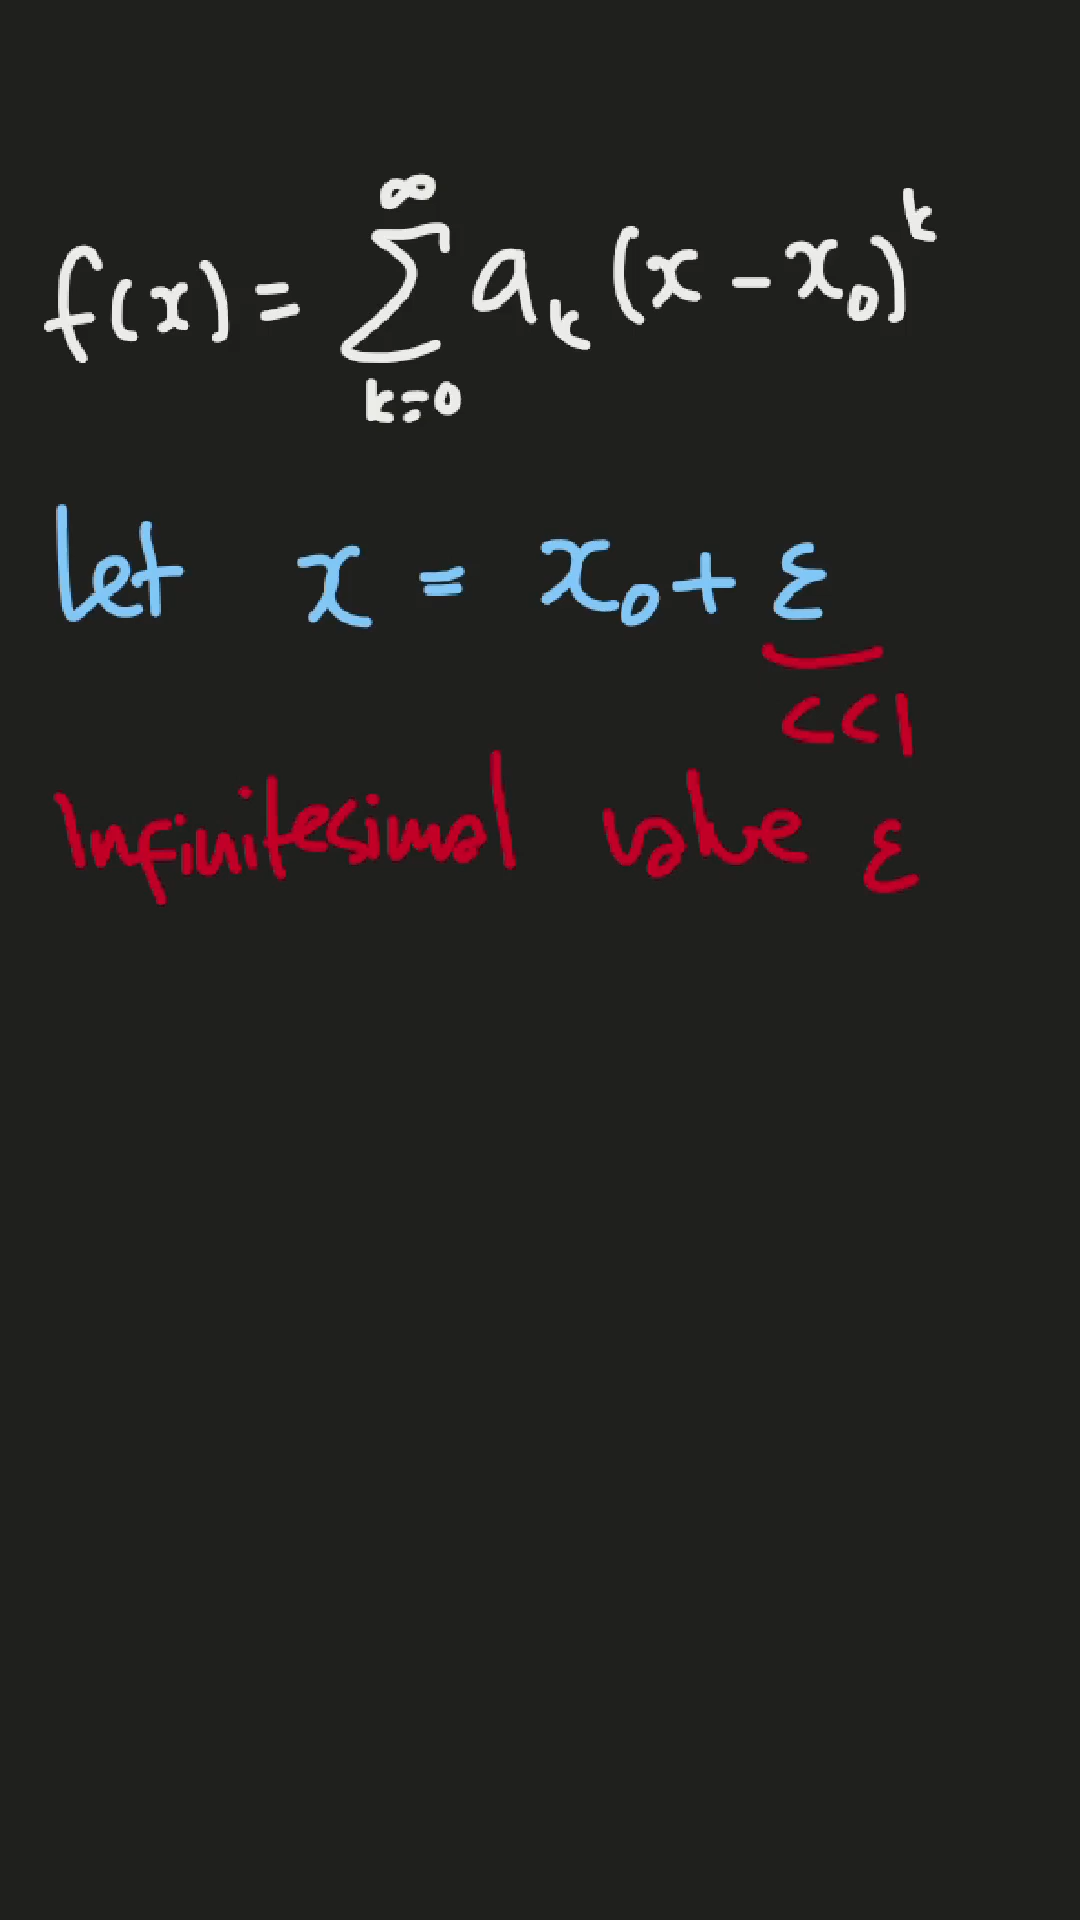 f(x) = ∑_{k=0}^{∞} a_k (x - x_0)^k
Let x = x_0 + ε
<<1
Infinitesimal value ε